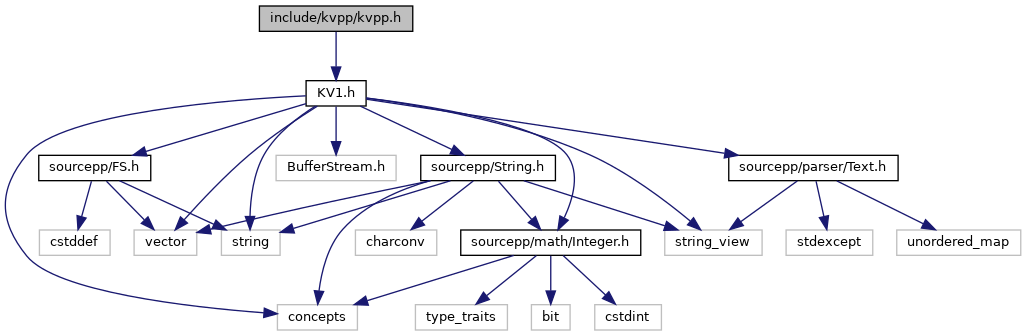 include/kvpp/kvpp.h
KV1.h
sourcepp/FS.h
BufferStream.h
sourcepp/String.h
sourcepp/parser/Text.h
cstddef
vector
string
charconv
sourcepp/math/Integer.h
string_view
stdexcept
unordered_map
concepts
type_traits
bit
cstdint